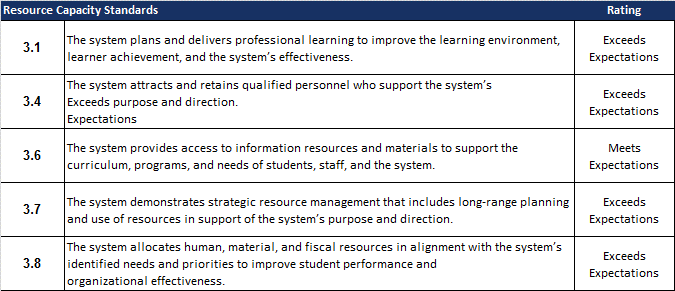 Resource Capacity Standards Rating
3.1
The system plans and delivers professional learning to improve the learning environment,
learner achievement, and the system's effectiveness.
Exceeds
Expectations
3.4
The system attracts and retains qualified personnel who support the system's
Exceeds purpose and direction.
Expectations
Exceeds
Expectations
3.6
The system provides access to information resources and materials to support the
curriculum, programs, and needs of students, staff, and the system.
Meets
Expectations
3.7
The system demonstrates strategic resource management that includes long-range planning
and use of resources in support of the system's purpose and direction.
Exceeds
Expectations
3.8
The system allocates human, material, and fiscal resources in alignment with the system's
identified needs and priorities to improve student performance and
organizational effectiveness.
Exceeds
Expectations